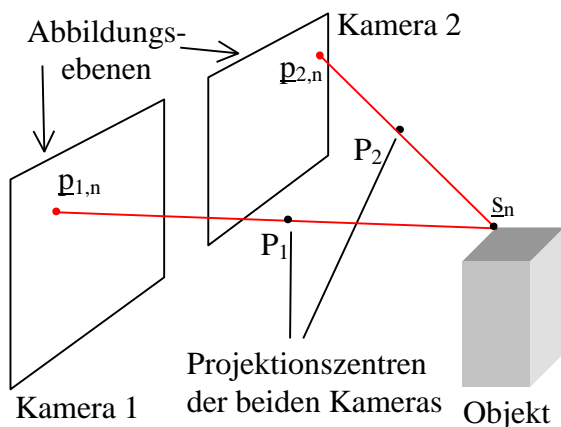 Abbildungs-
ebenen
Kamera 2
p2,n
p1,n
P2
P1
sn
Projektionszentren
der beiden Kameras
Kamera 1
Objekt